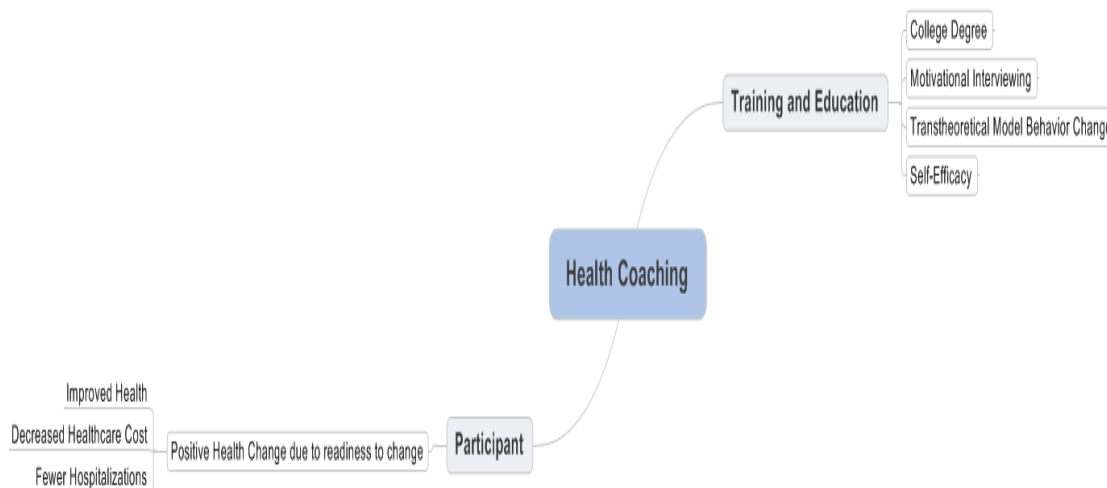 College Degree
Motivational Interviewing
Training and Education
Transtheoretical Model Behavior Change
Self-Efficacy
Health Coaching
Improved Health
Decreased Healthcare Cost
Participant
Positive Health Change due to readiness to change
Fewer Hospitalizations